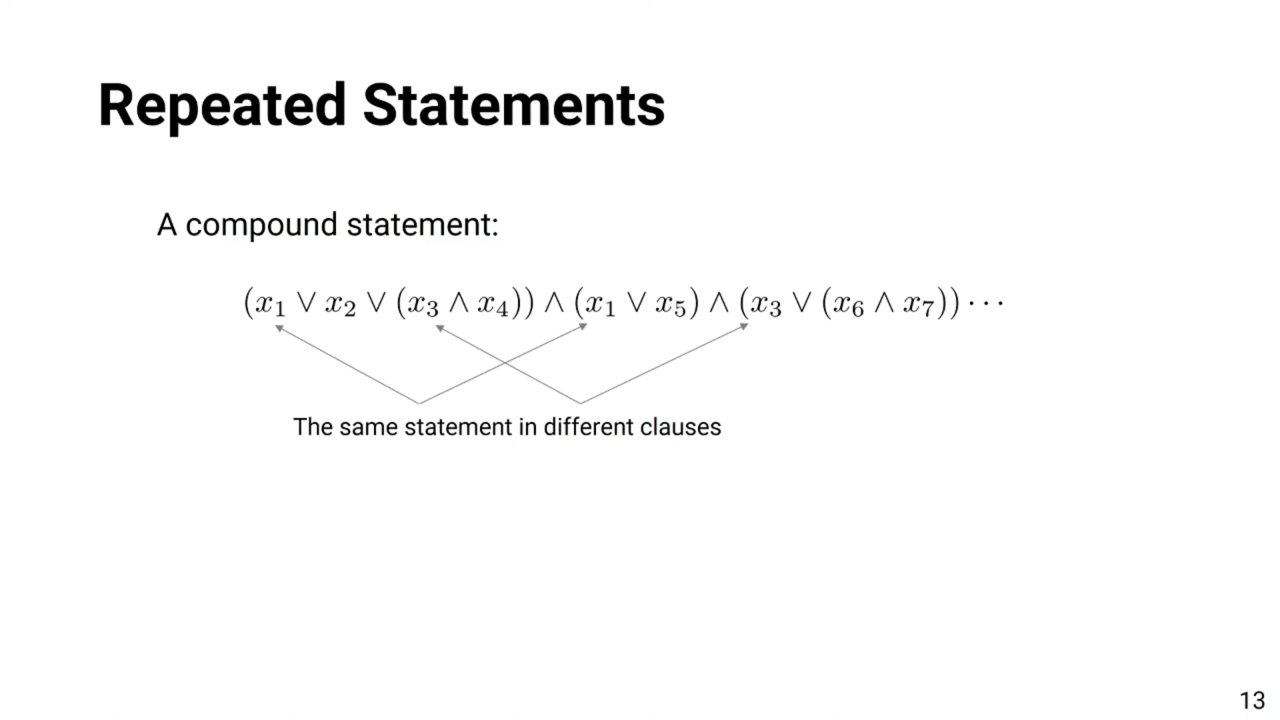 Repeated Statements
A compound statement:
(x₁ ∨ x₂ ∨ (x₃ ∧ x₄)) ∧ (x₁ ∨ x₅) ∧ (x₃ ∨ (x₆ ∧ x₇)) ⋯
The same statement in different clauses
13